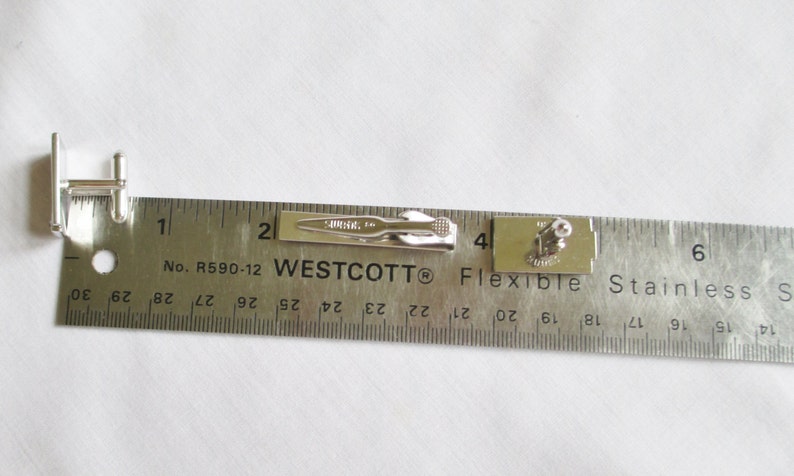 1 2 4 6
SWANK
No. R590-12 WESTCOTT® Flexible Stainless S
30 29 28 27 26 25 24 23 22 21 20 19 18 17 16 15 14